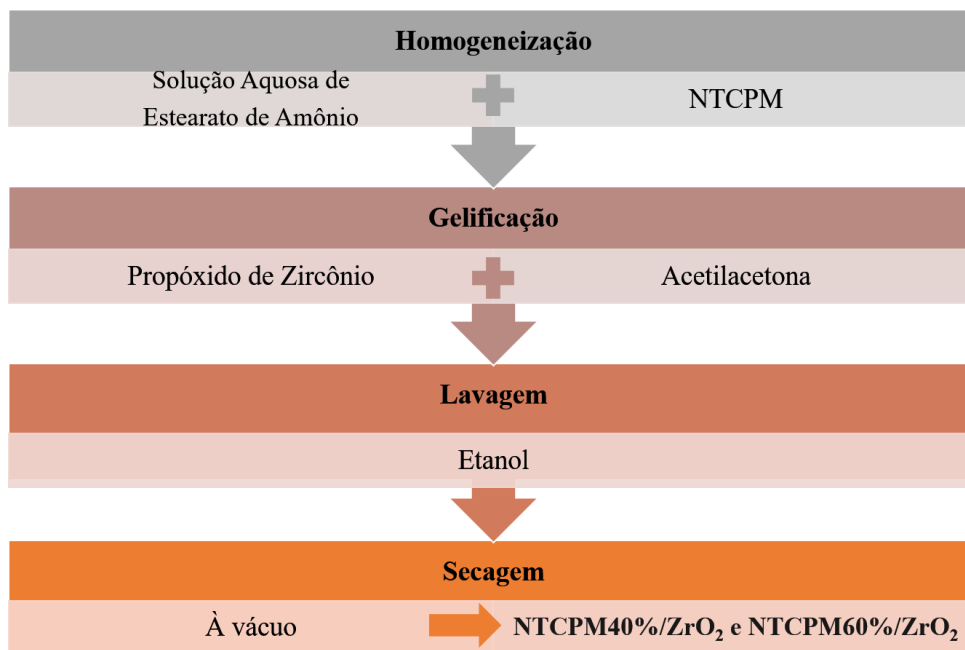 Homogeneização
Solução Aquosa de
Estearato de Amônio
NTCPM
Gelificação
Propóxido de Zircônio
Acetilacetona
Lavagem
Etanol
Secagem
À vácuo
NTCPM40%/ZrO₂ e NTCPM60%/ZrO₂